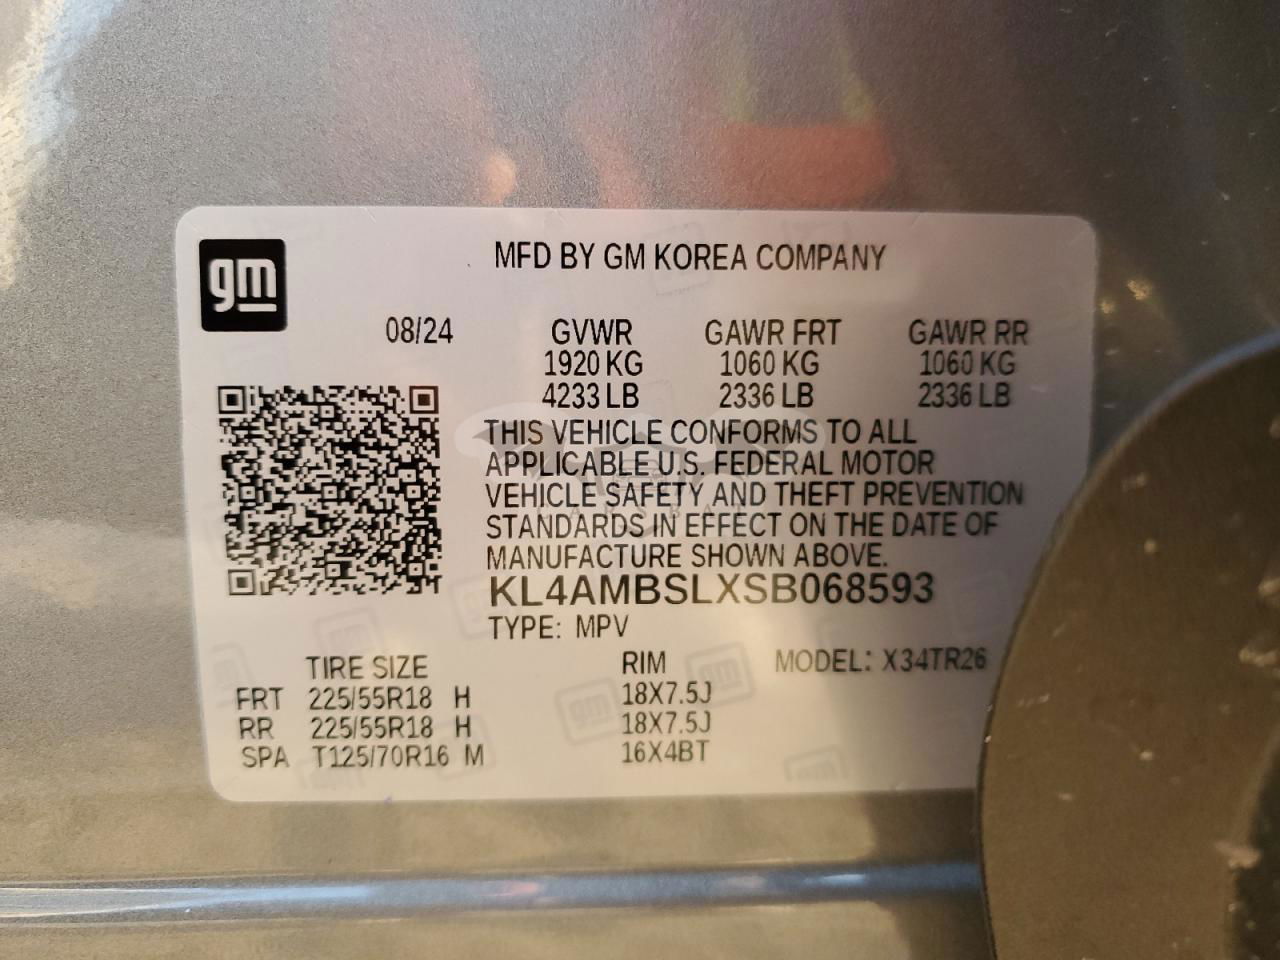 gm
MFD BY GM KOREA COMPANY
08/24 GVWR GAWR FRT GAWR RR
1920 KG 1060 KG 1060 KG
4233 LB 2336 LB 2336 LB
THIS VEHICLE CONFORMS TO ALL
APPLICABLE U.S. FEDERAL MOTOR
VEHICLE SAFETY AND THEFT PREVENTION
STANDARDS IN EFFECT ON THE DATE OF
MANUFACTURE SHOWN ABOVE.
KL4AMBSLXSB068593
TYPE: MPV
TIRE SIZE RIM MODEL: X34TR26
FRT 225/55R18 H 18X7.5J
RR 225/55R18 H 18X7.5J
SPA T125/70R16 M 16X4BT